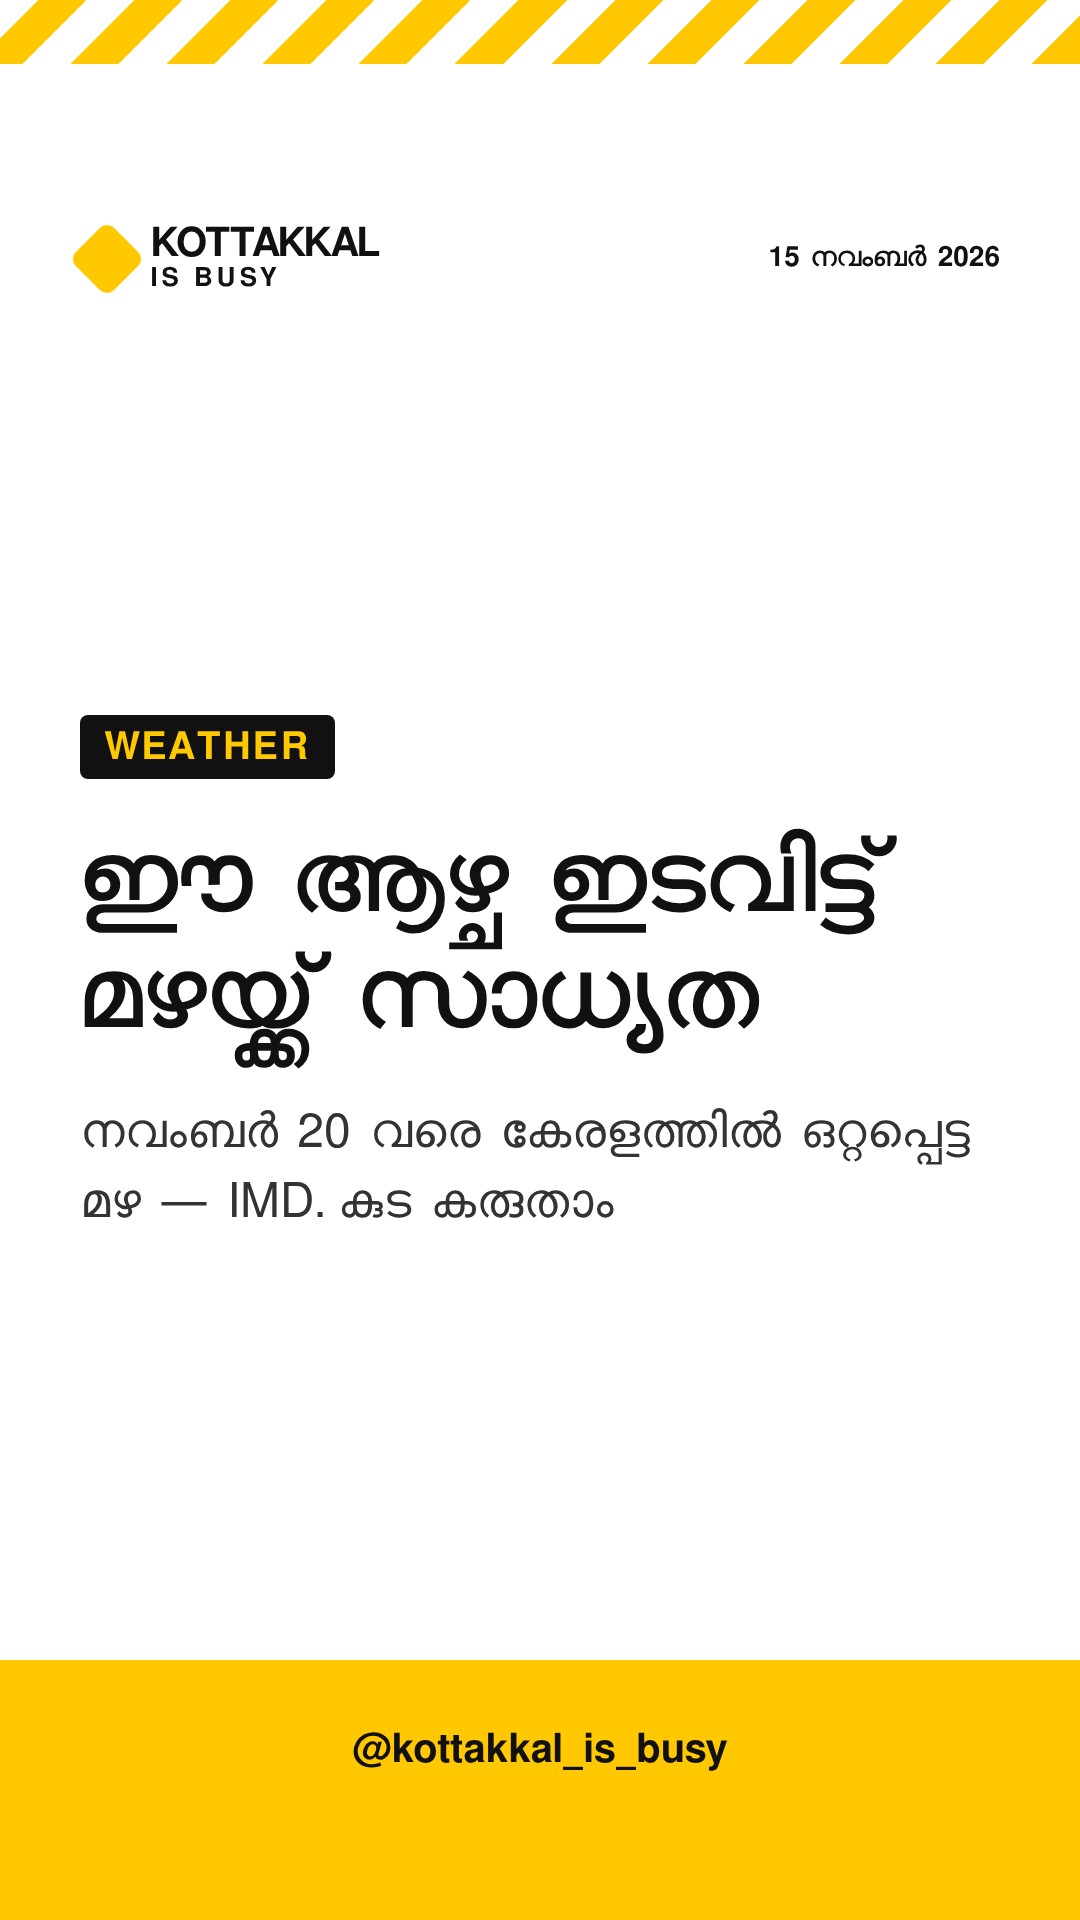 KOTTAKKAL
IS BUSY
15 നവംബർ 2026
WEATHER
ഈ ആഴ്ച ഇടവിട്ട്
മഴയ്ക്ക് സാധ്യത
നവംബർ 20 വരെ കേരളത്തിൽ ഒറ്റപ്പെട്ട
മഴ — IMD. കുട കരുതാം
@kottakkal_is_busy